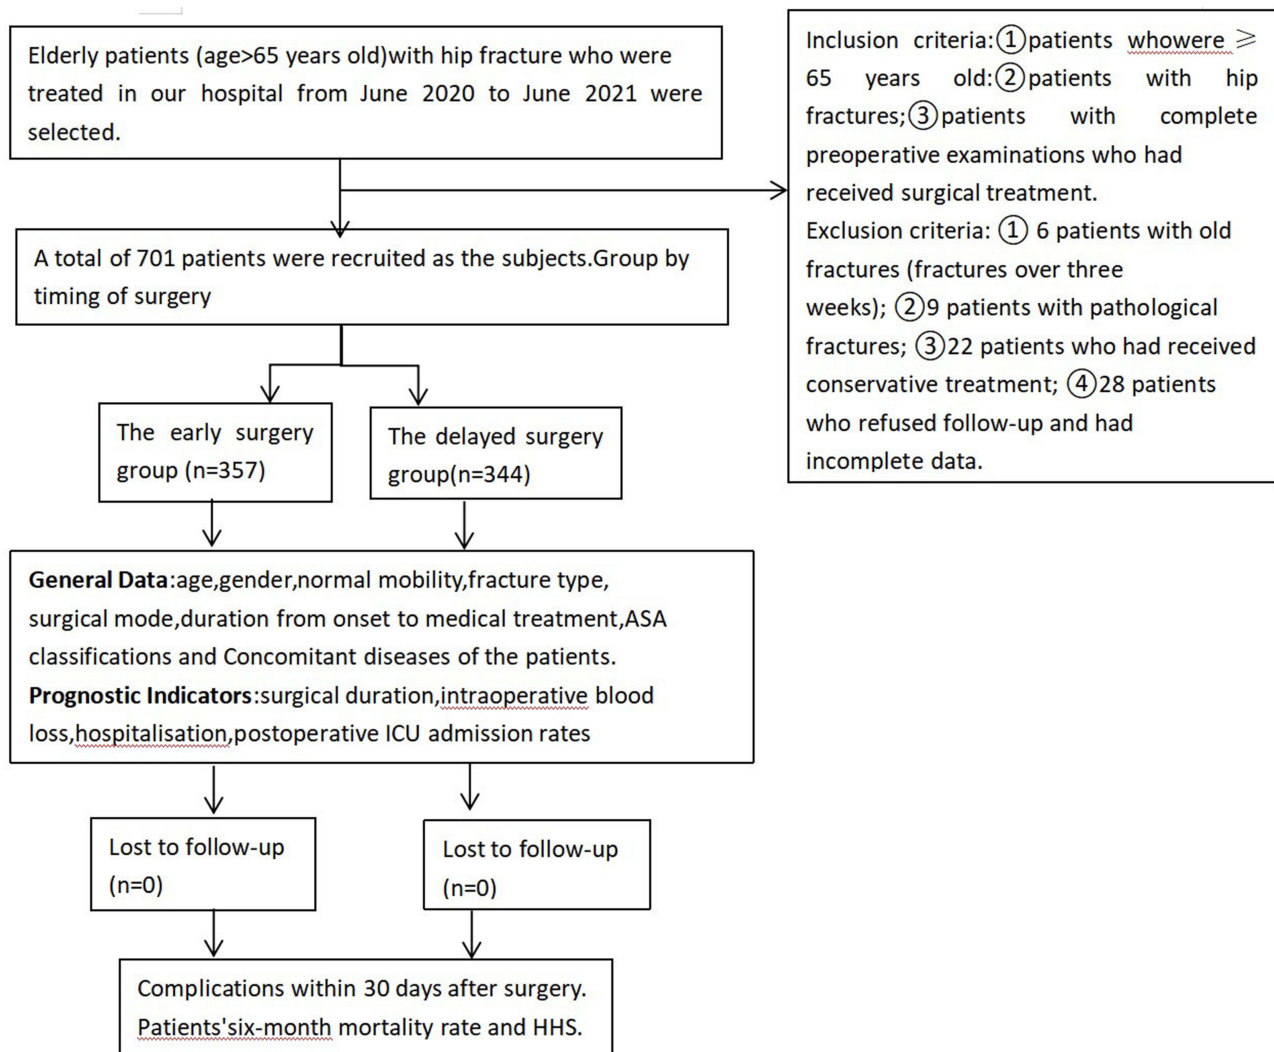 Elderly patients (age>65 years old)with hip fracture who were
treated in our hospital from June 2020 to June 2021 were
selected.
Inclusion criteria:①patients whowere ⩾
65 years old:②patients with hip
fractures;③patients with complete
preoperative examinations who had
received surgical treatment.
Exclusion criteria: ① 6 patients with old
fractures (fractures over three
weeks); ②9 patients with pathological
fractures; ③22 patients who had received
conservative treatment; ④28 patients
who refused follow-up and had
incomplete data.
A total of 701 patients were recruited as the subjects.Group by
timing of surgery
The early surgery
group (n=357)
The delayed surgery
group(n=344)
General Data:age,gender,normal mobility,fracture type,
surgical mode,duration from onset to medical treatment,ASA
classifications and Concomitant diseases of the patients.
Prognostic Indicators:surgical duration,intraoperative blood
loss,hospitalisation,postoperative ICU admission rates
Lost to follow-up
(n=0)
Lost to follow-up
(n=0)
Complications within 30 days after surgery.
Patients'six-month mortality rate and HHS.